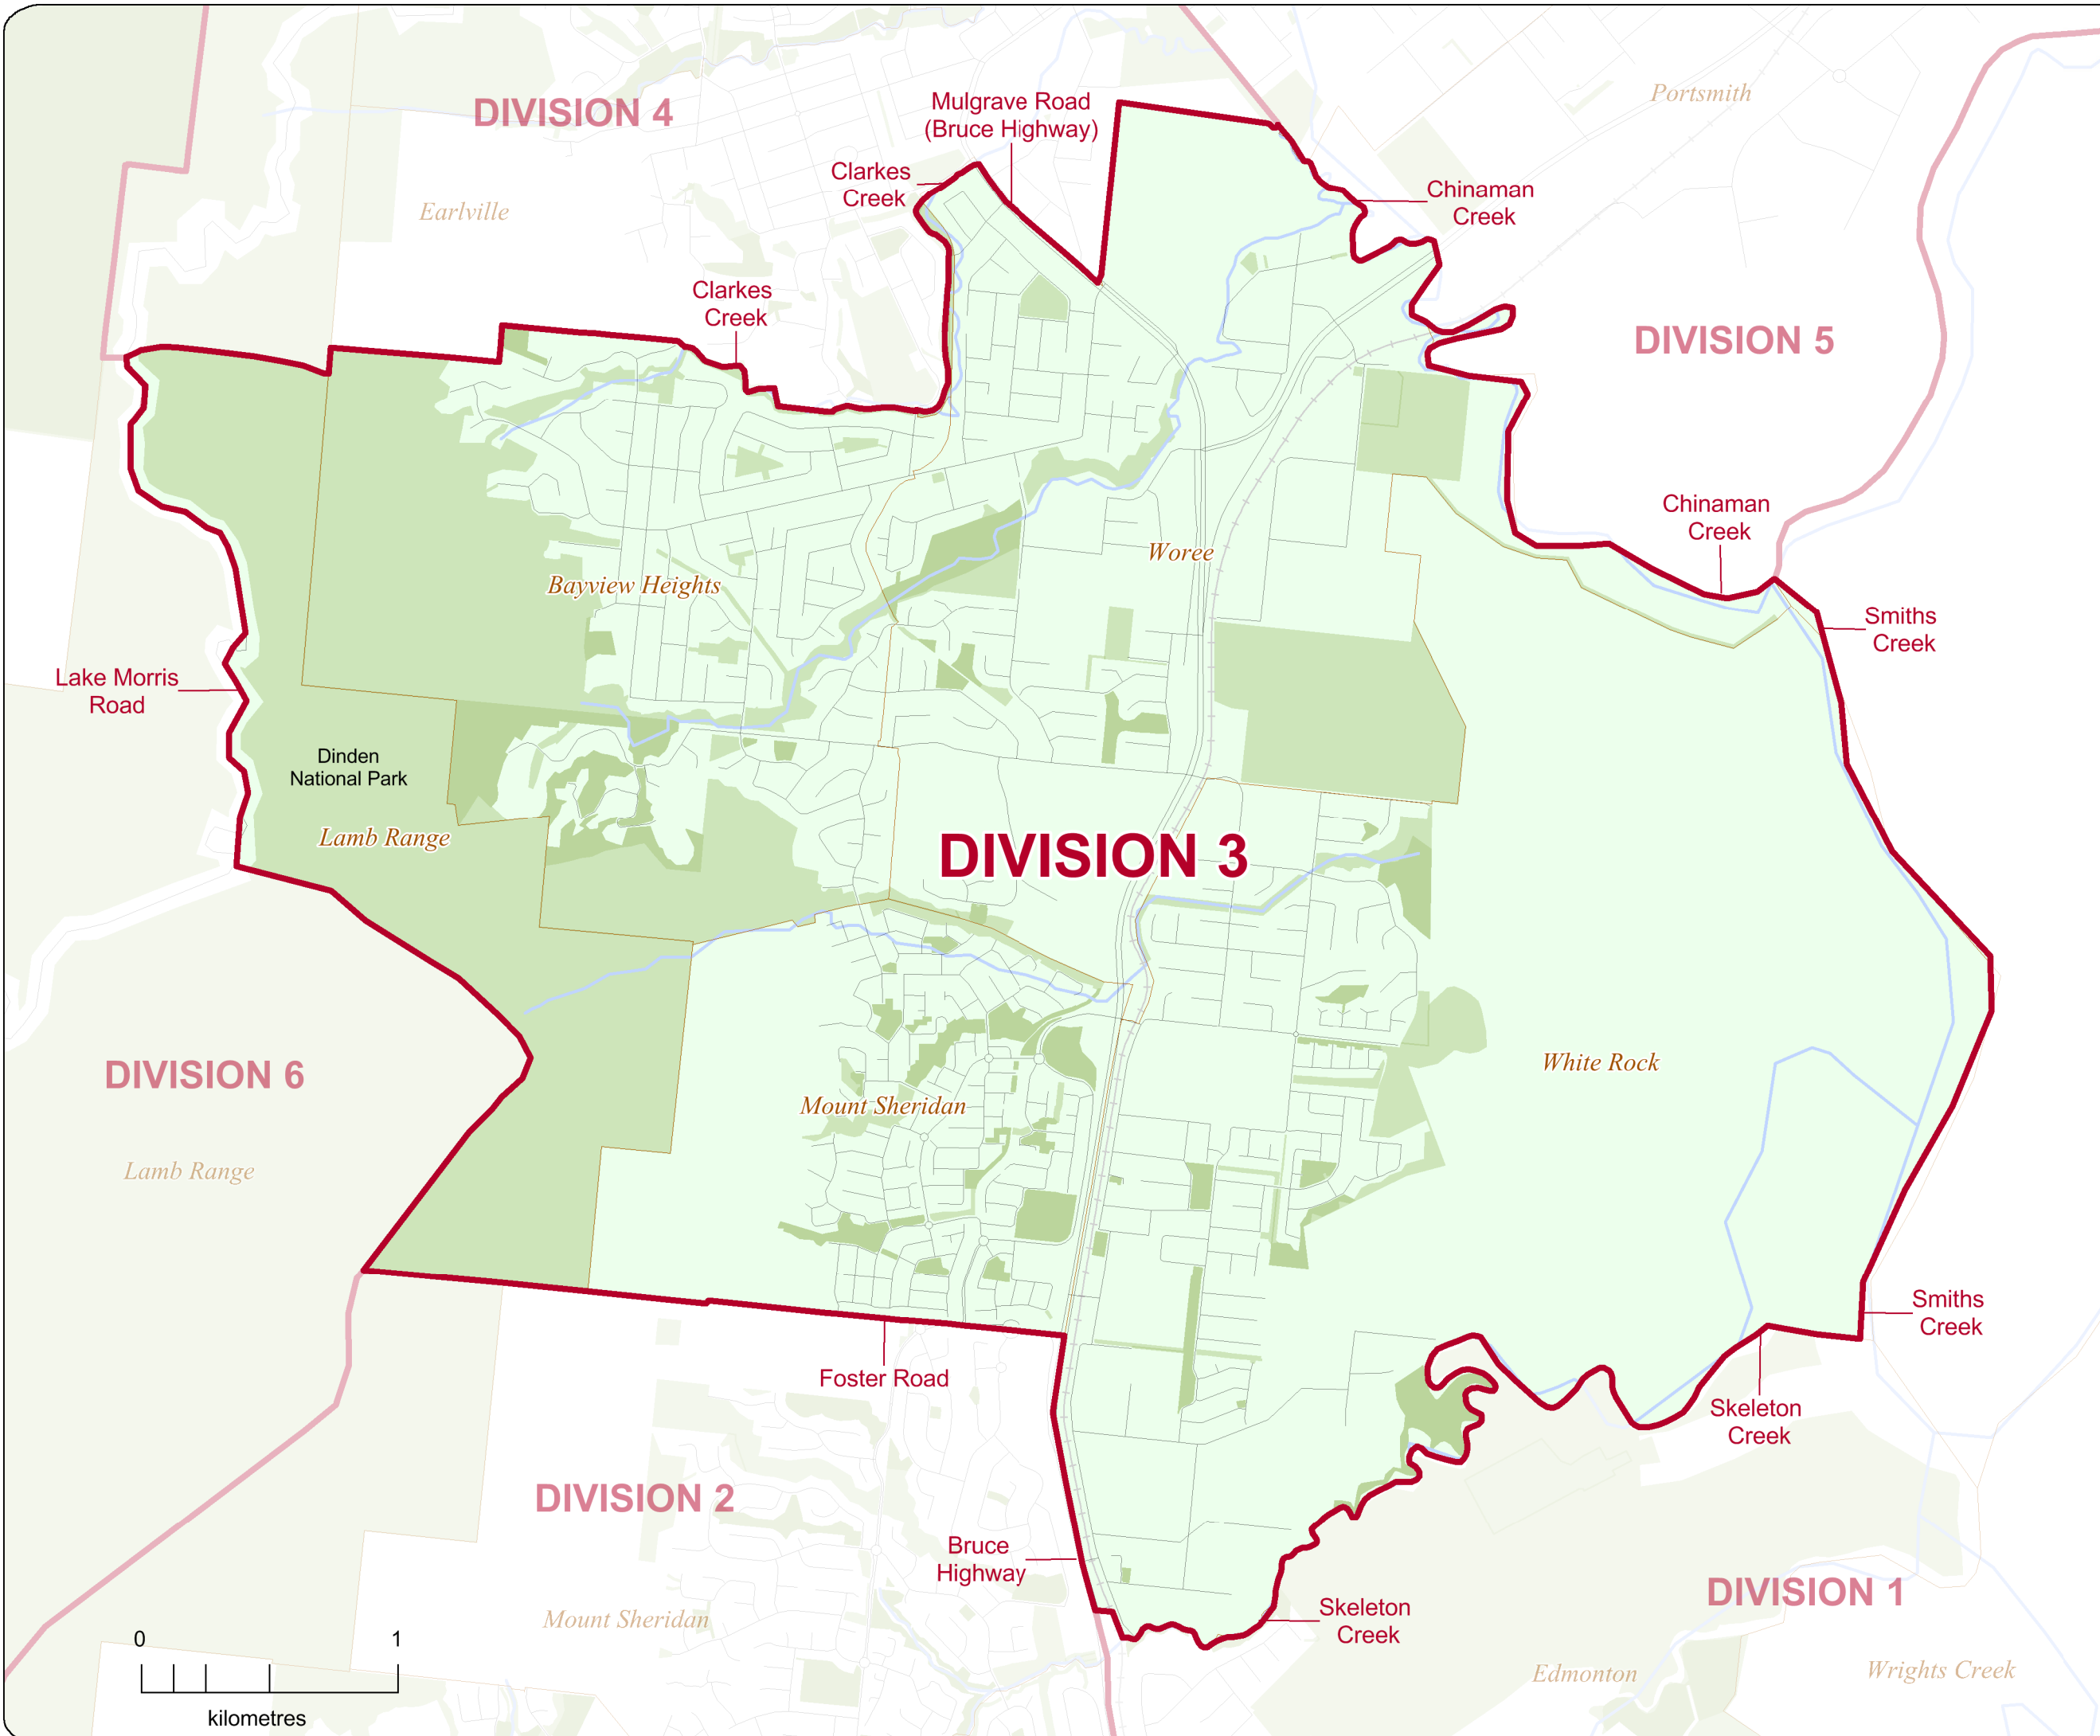 Portsmith
DIVISION 4
Mulgrave Road
(Bruce Highway)
Clarkes
Creek
Chinaman
Creek
Earlville
Clarkes
Creek
DIVISION 5
Chinaman
Creek
Woree
Bayview Heights
Smiths
Creek
Lake Morris
Road
Dinden
National Park
Lamb Range
DIVISION 3
White Rock
DIVISION 6
Mount Sheridan
Lamb Range
Smiths
Creek
Foster Road
Skeleton
Creek
DIVISION 2
Bruce
Highway
DIVISION 1
Mount Sheridan
Skeleton
Creek
0 1
kilometres
Edmonton
Wrights Creek